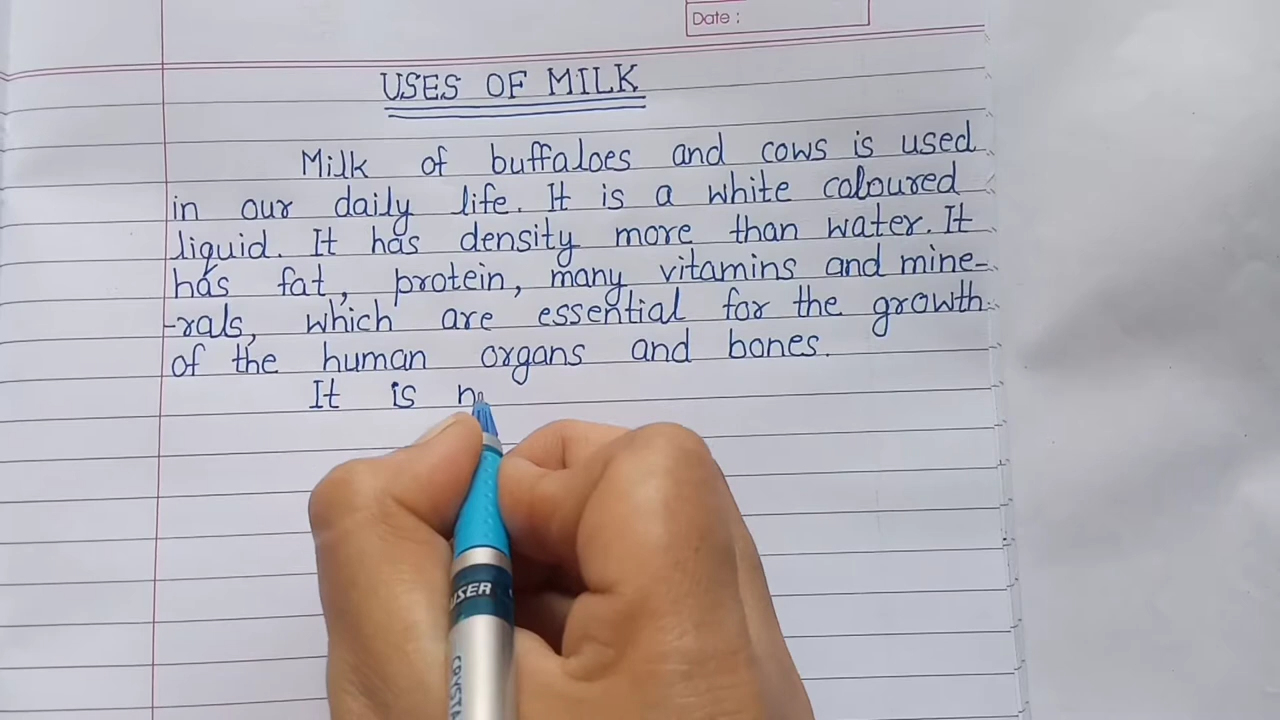 Date :
USES OF MILK
Milk of buffaloes and cows is used
in our daily life. It is a white coloured
liquid. It has density more than water. It
has fat, protein, many vitamins and mine-
-rals, which are essential for the growth
of the human organs and bones.
It is
USER